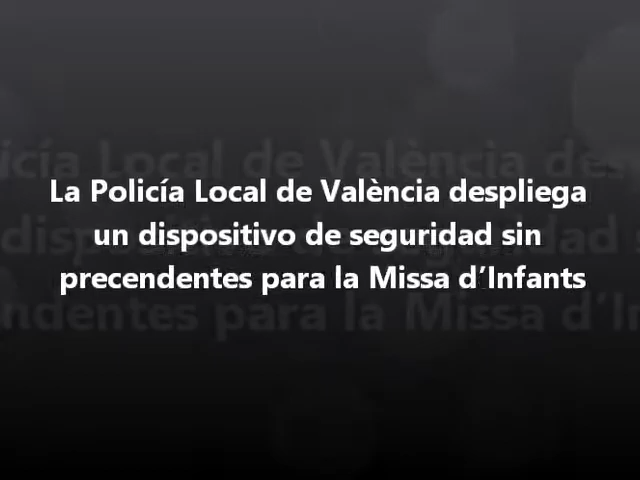 La Policía Local de València despliega
un dispositivo de seguridad sin
precendentes para la Missa d’Infants